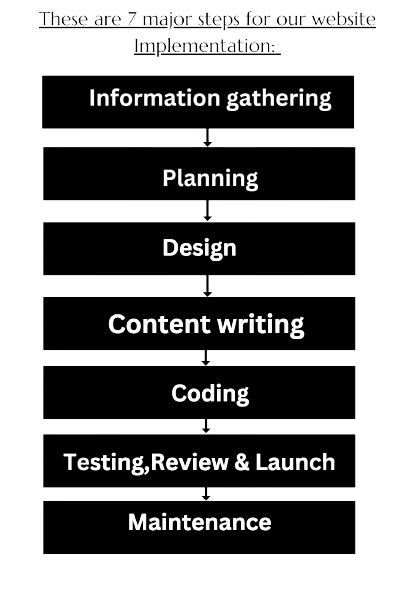 These are 7 major steps for our website
Implementation:
Information gathering
Planning
Design
Content writing
Coding
Testing,Review & Launch
Maintenance